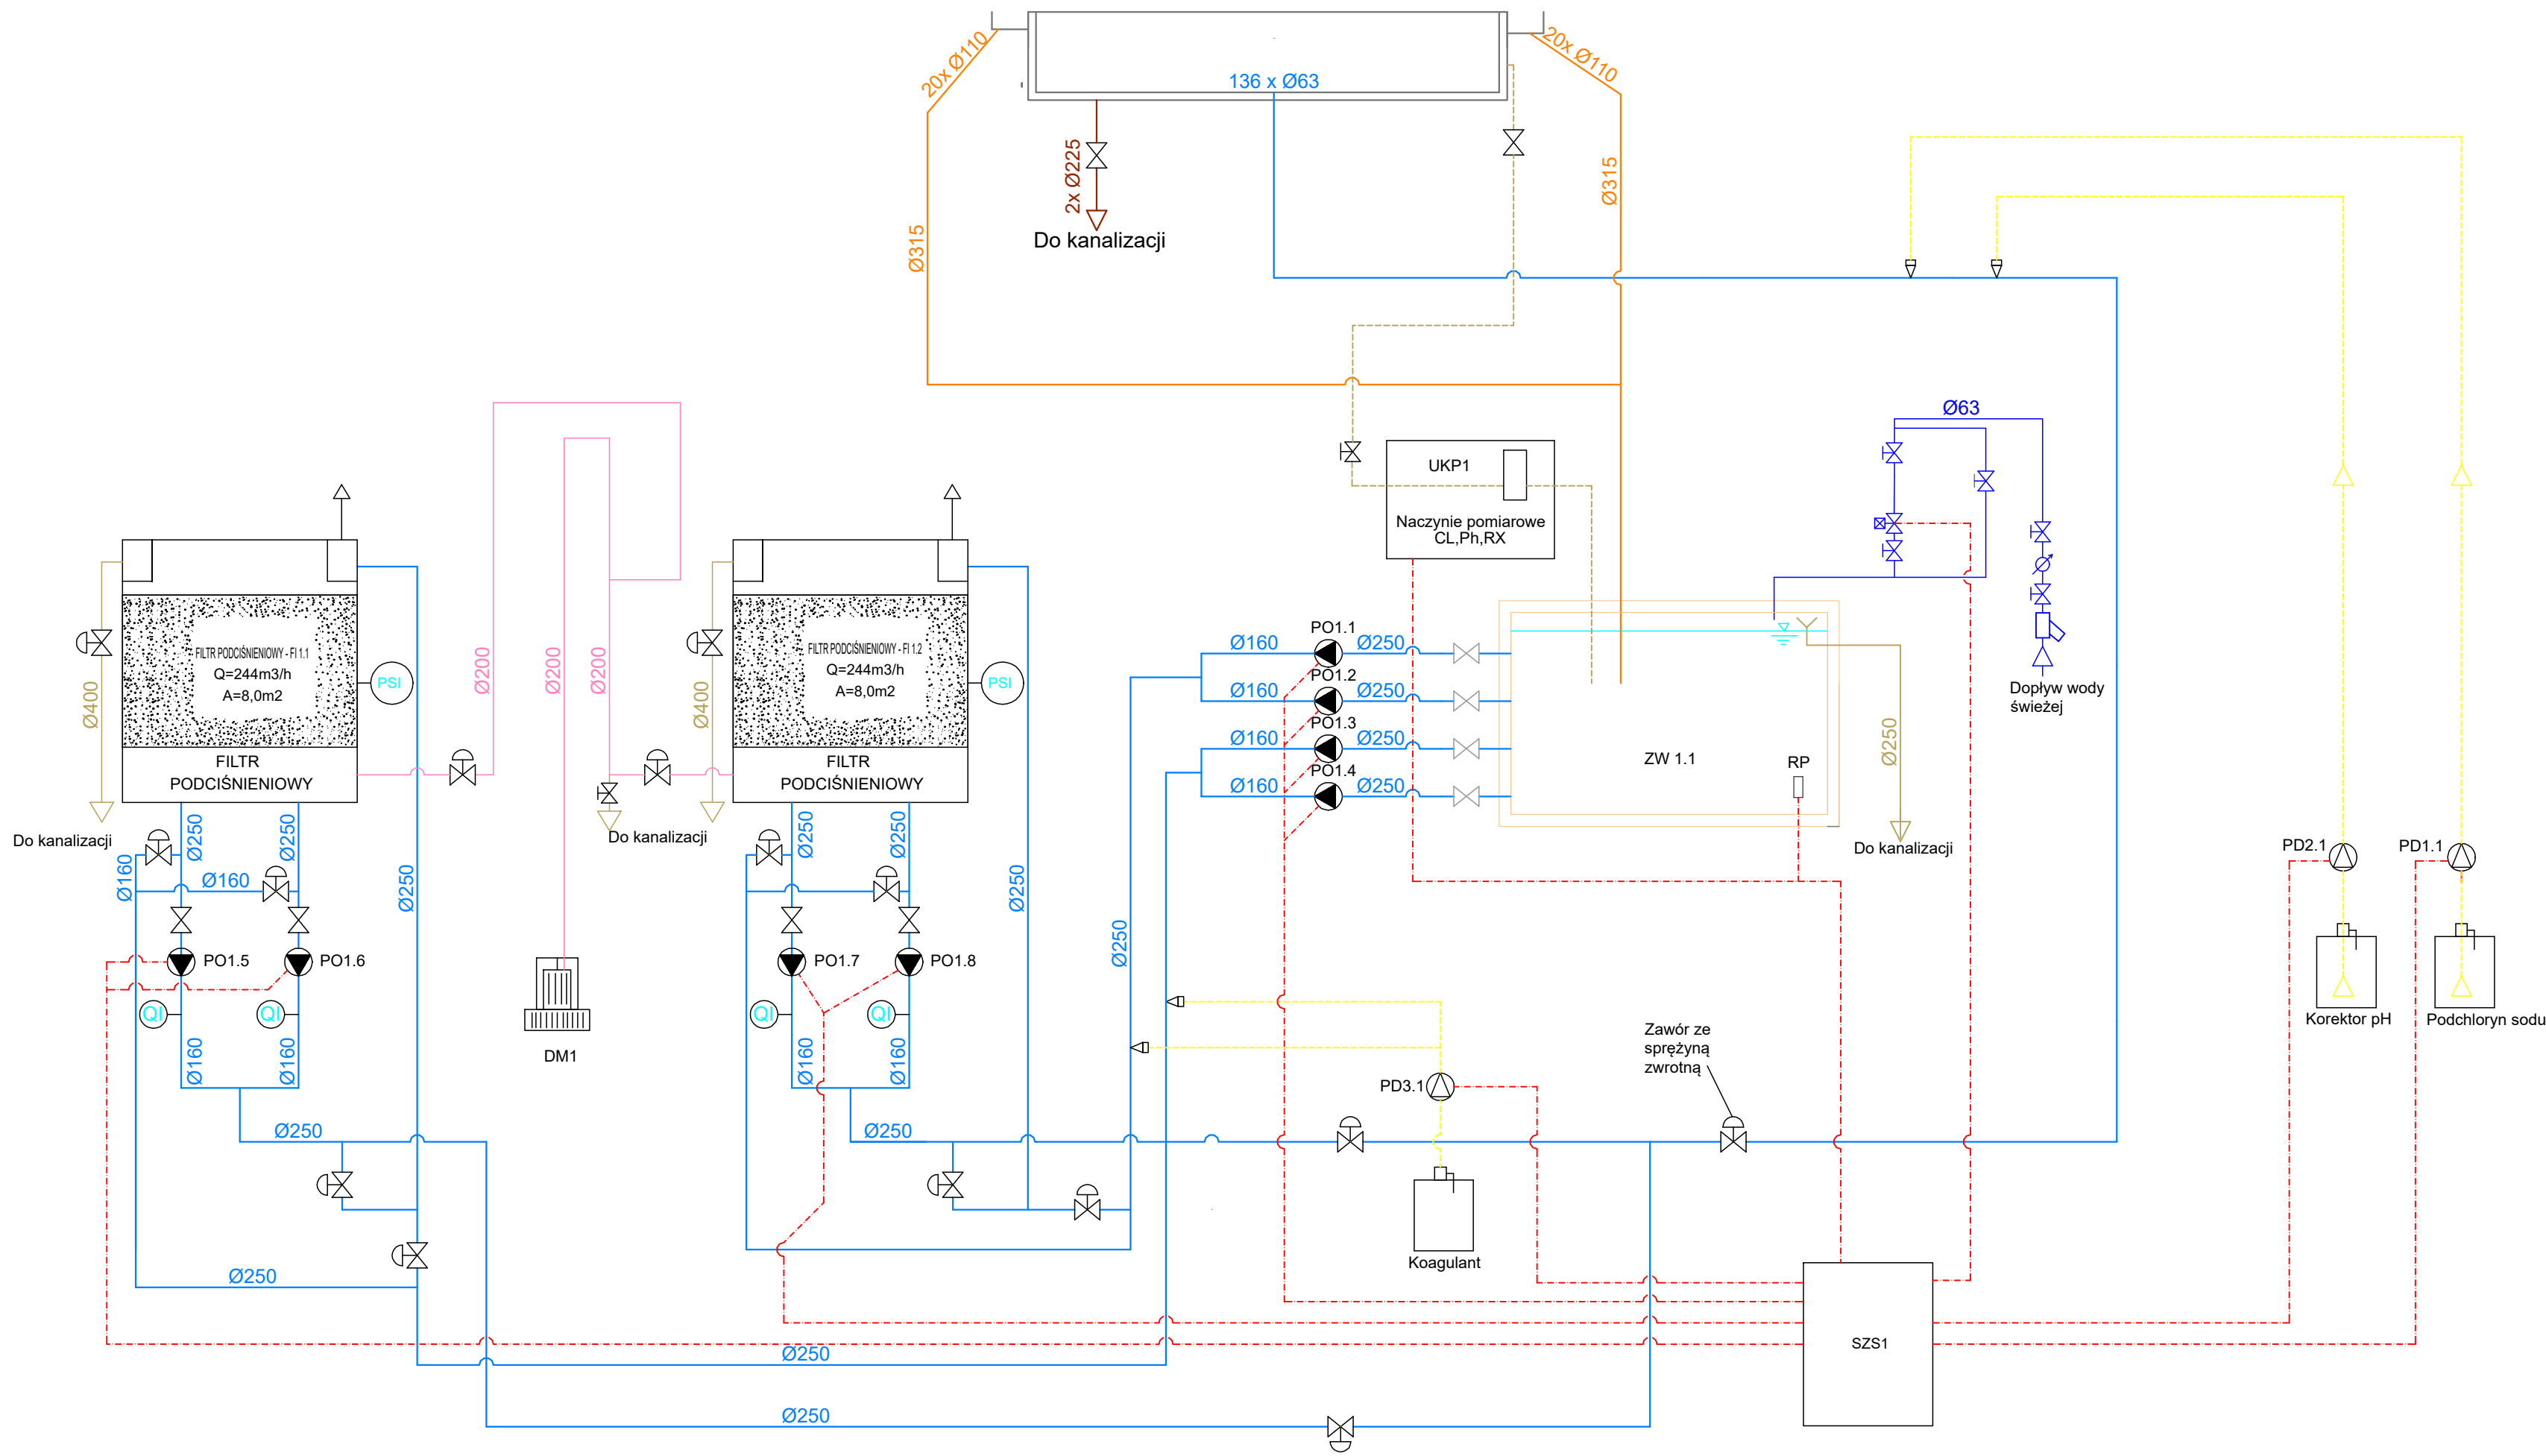 20x Ø110
20x Ø110
136 x Ø63
2x Ø225
Do kanalizacji
Ø315
Ø315
Ø63
UKP1
Naczynie pomiarowe
CL,Ph,RX
FILTR PODCIŚNIENIOWY - FI 1.1
Q=244m3/h
A=8,0m2
PSI
FILTR
PODCIŚNIENIOWY
Ø400
Do kanalizacji
Ø200
Ø200
Ø200
FILTR PODCIŚNIENIOWY - FI 1.2
Q=244m3/h
A=8,0m2
PSI
FILTR
PODCIŚNIENIOWY
Ø400
Do kanalizacji
Ø160
PO1.1
Ø250
Ø160
PO1.2
Ø250
Ø160
PO1.3
Ø250
Ø160
PO1.4
Ø250
ZW 1.1
RP
Ø250
Do kanalizacji
Dopływ wody
świeżej
Ø250
Ø250
Ø160
Ø160
Ø250
PO1.5
PO1.6
QI
QI
Ø160
Ø160
Ø250
Ø250
DM1
Ø250
Ø250
Ø250
PO1.7
PO1.8
QI
QI
Ø160
Ø160
Ø250
Ø250
PD3.1
Koagulant
Zawór ze
sprężyną
zwrotną
PD2.1
PD1.1
Korektor pH
Podchloryn sodu
SZS1
Ø250
Ø250